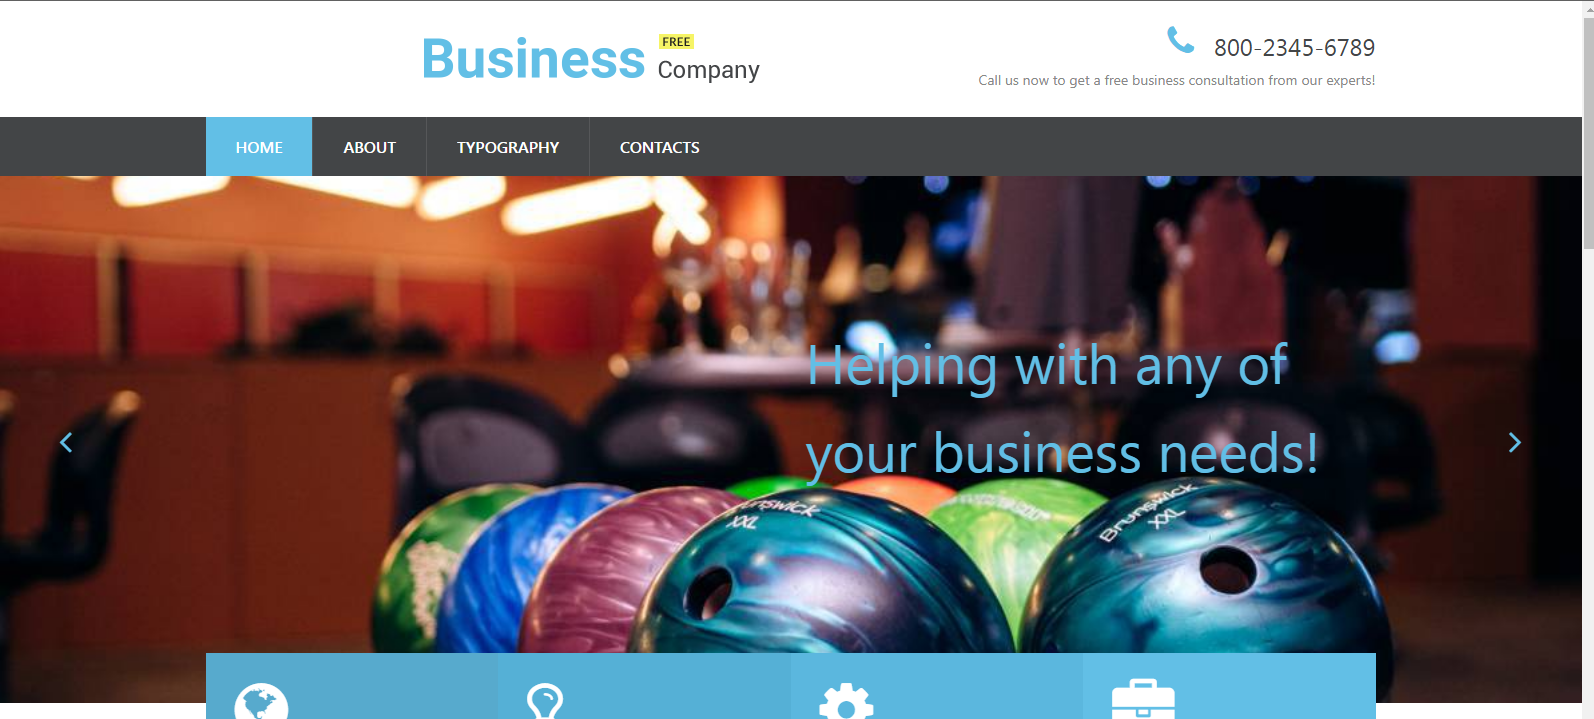 Business
FREE
Company
800-2345-6789
Call us now to get a free business consultation from our experts!
HOME
ABOUT
TYPOGRAPHY
CONTACTS
Helping with any of
your business needs!
XXL
Brunswick
XXL